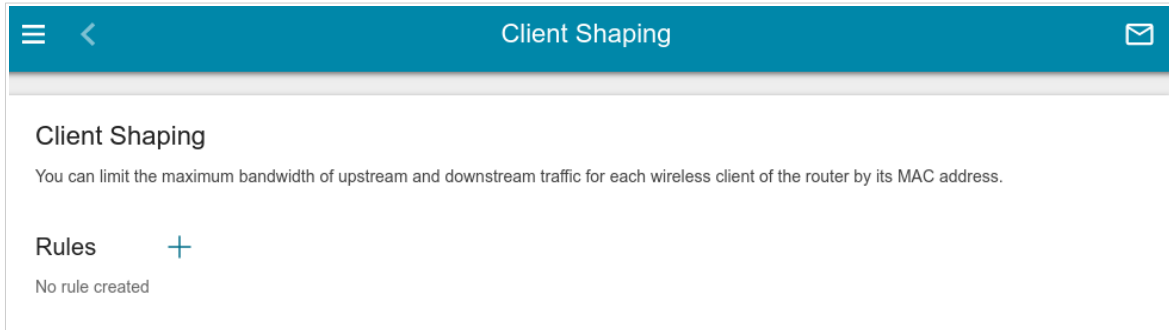 Client Shaping
Client Shaping
You can limit the maximum bandwidth of upstream and downstream traffic for each wireless client of the router by its MAC address.
Rules
No rule created